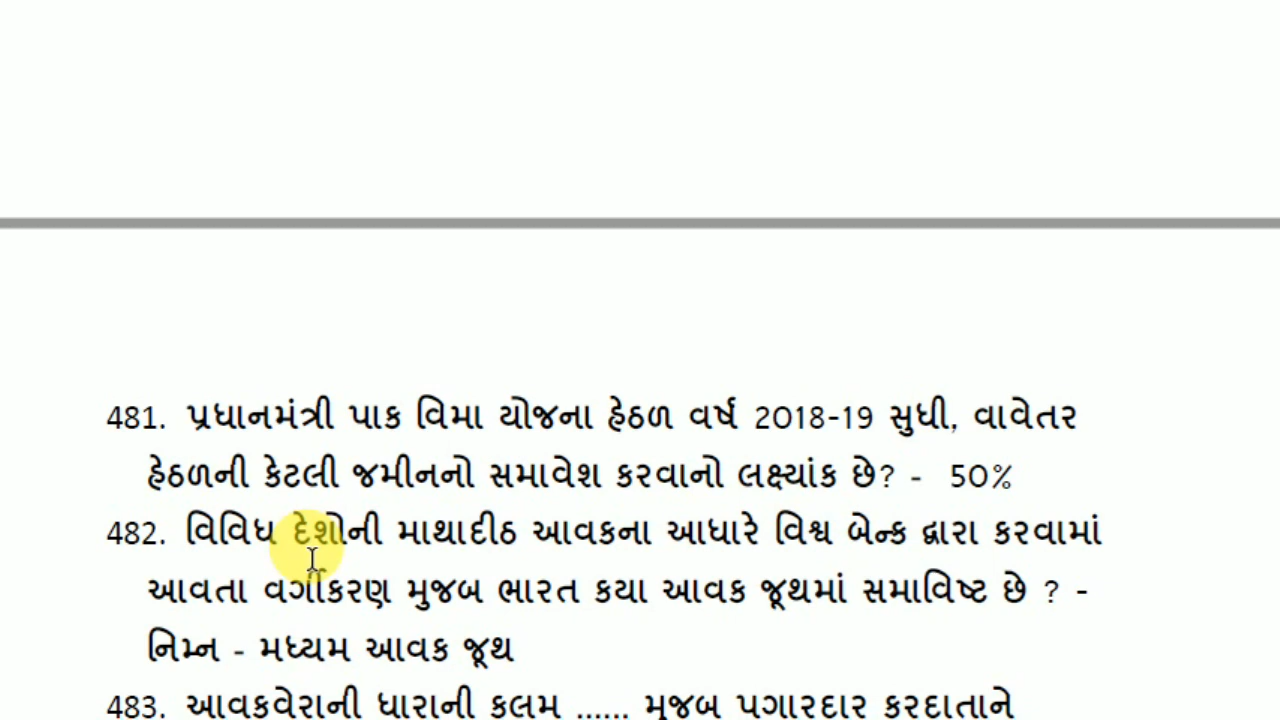 481. પ્રધાનમંત્રી પાક વિમા યોજના હેઠળ વર્ષ 2018-19 સુધી, વાવેતર
હેઠળની કેટલી જમીનનો સમાવેશ કરવાનો લક્ષ્યાંક છે? - 50%
482. વિવિધ દેશોની માથાદીઠ આવકના આધારે વિશ્વ બેન્ક દ્વારા કરવામાં
આવતા વર્ગીકરણ મુજબ ભારત કયા આવક જૂથમાં સમાવિષ્ટ છે ? -
નિમ્ન - મધ્યમ આવક જૂથ
483. આવકવેરાની ધારાની કલમ ...... મુજબ પગારદાર કરદાતાને